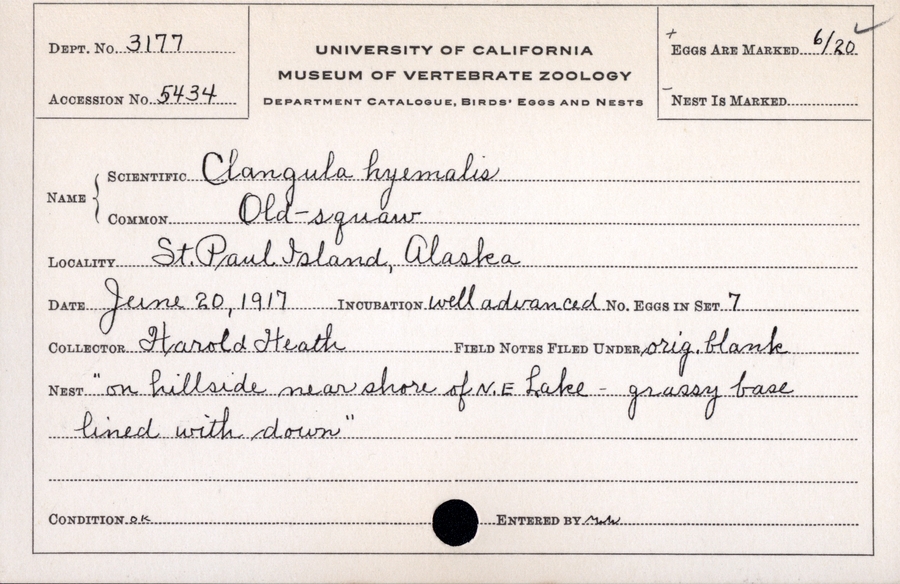 DEPT. NO. 3177
ACCESSION NO. 5434
UNIVERSITY OF CALIFORNIA
MUSEUM OF VERTEBRATE ZOOLOGY
DEPARTMENT CATALOGUE, BIRDS' EGGS AND NESTS
+ EGGS ARE MARKED 6/20 ✓
- NEST IS MARKED
NAME { SCIENTIFIC Clangula hyemalis
COMMON Old-squaw
LOCALITY St. Paul Island, Alaska
DATE June 20, 1917 INCUBATION well advanced NO. EGGS IN SET 7
COLLECTOR Harold Heath FIELD NOTES FILED UNDER orig. blank
NEST "on hillside near shore of N.E Lake - grassy base
lined with down"
CONDITION OK ENTERED BY